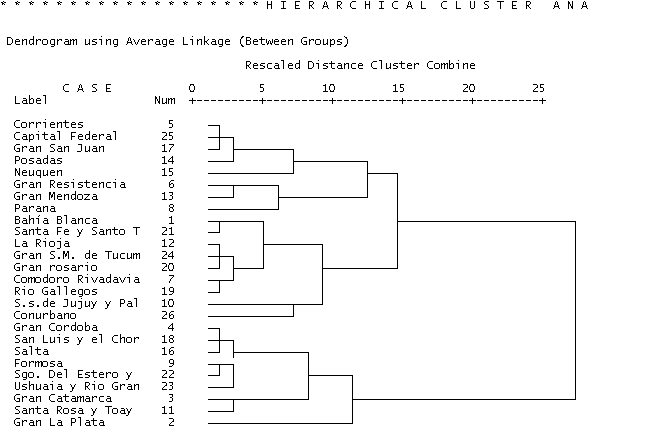 * * * * * * * * * * * * * * * * * * * H I E R A R C H I C A L  C L U S T E R  A N A
Dendrogram using Average Linkage (Between Groups)
Rescaled Distance Cluster Combine
C A S E 0 5 10 15 20 25
Label Num +---------+---------+---------+---------+---------+
Corrientes 5
Capital Federal 25
Gran San Juan 17
Posadas 14
Neuquen 15
Gran Resistencia 6
Gran Mendoza 13
Parana 8
Bahía Blanca 1
Santa Fe y Santo T 21
La Rioja 12
Gran S.M. de Tucum 24
Gran rosario 20
Comodoro Rivadavia 7
Rio Gallegos 19
S.s.de Jujuy y Pal 10
Conurbano 26
Gran Cordoba 4
San Luis y el Chor 18
Salta 16
Formosa 9
Sgo. Del Estero y 22
Ushuaia y Rio Gran 23
Gran Catamarca 3
Santa Rosa y Toay 11
Gran La Plata 2